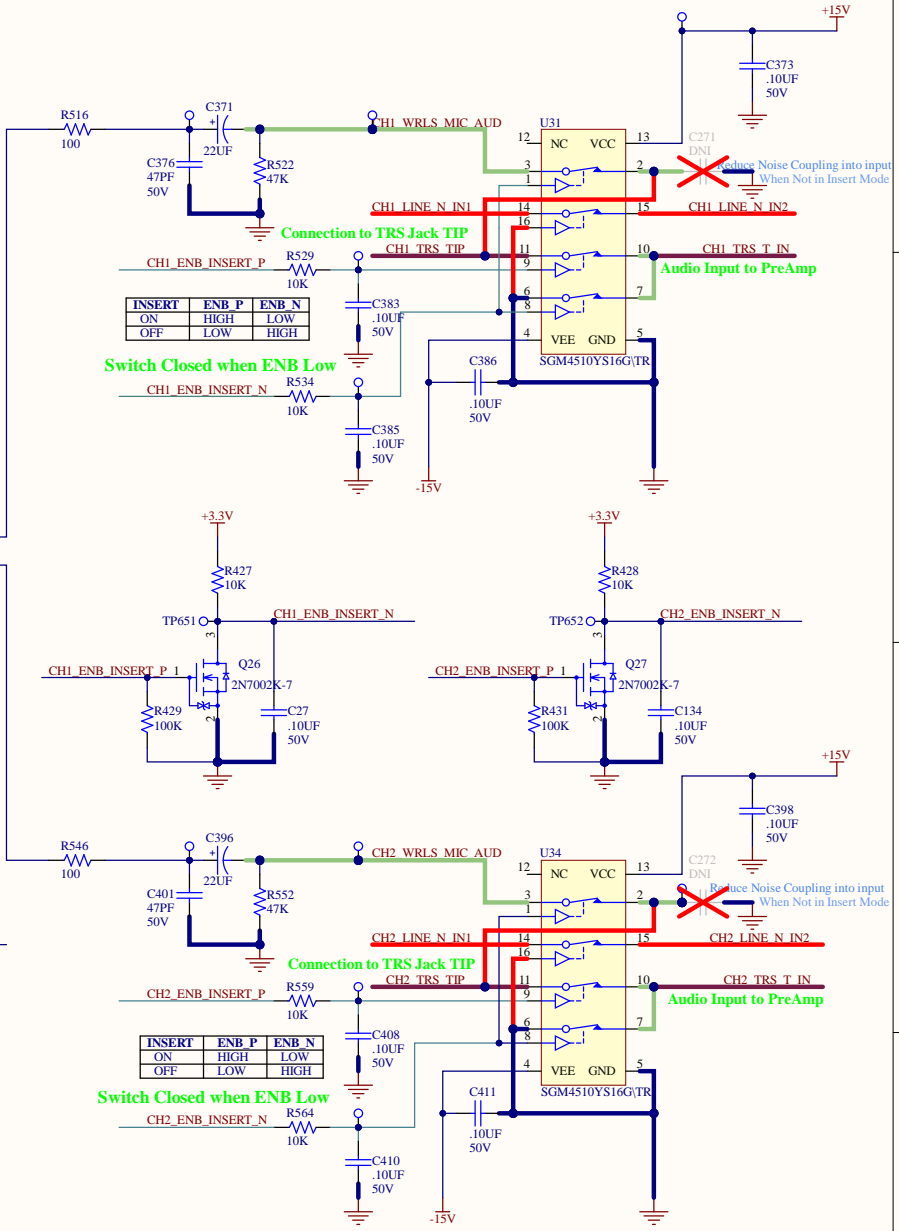 +15V
C373
.10UF
50V
R516
100
C371
+
22UF
C376
47PF
50V
R522
47K
CH1_WRLS_MIC_AUD
U31
12
NC
VCC
13
3
1
2
C271
DNI
Reduce Noise Coupling into input
When Not in Insert Mode
CH1_LINE_N_IN1
14
16
15
CH1_LINE_N_IN2
Connection to TRS Jack TIP
CH1_TRS_TIP
11
9
10
CH1_TRS_T_IN
Audio Input to PreAmp
CH1_ENB_INSERT_P
R529
10K
C383
.10UF
50V
6
8
7
INSERT ENB_P ENB_N
ON HIGH LOW
OFF LOW HIGH
4
VEE
GND
5
SGM4510YS16G\TR
Switch Closed when ENB Low
C386
.10UF
50V
CH1_ENB_INSERT_N
R534
10K
C385
.10UF
50V
-15V
+3.3V
R427
10K
TP651
CH1_ENB_INSERT_N
3
CH1_ENB_INSERT_P
1
Q26
2N7002K-7
2
R429
100K
C27
.10UF
50V
+3.3V
R428
10K
TP652
CH2_ENB_INSERT_N
3
CH2_ENB_INSERT_P
1
Q27
2N7002K-7
2
R431
100K
C134
.10UF
50V
+15V
C398
.10UF
50V
R546
100
C396
+
22UF
C401
47PF
50V
R552
47K
CH2_WRLS_MIC_AUD
U34
12
NC
VCC
13
3
1
2
C272
DNI
Reduce Noise Coupling into input
When Not in Insert Mode
CH2_LINE_N_IN1
14
16
15
CH2_LINE_N_IN2
Connection to TRS Jack TIP
CH2_TRS_TIP
11
9
10
CH2_TRS_T_IN
Audio Input to PreAmp
CH2_ENB_INSERT_P
R559
10K
C408
.10UF
50V
6
8
7
INSERT ENB_P ENB_N
ON HIGH LOW
OFF LOW HIGH
4
VEE
GND
5
SGM4510YS16G\TR
Switch Closed when ENB Low
C411
.10UF
50V
CH2_ENB_INSERT_N
R564
10K
C410
.10UF
50V
-15V